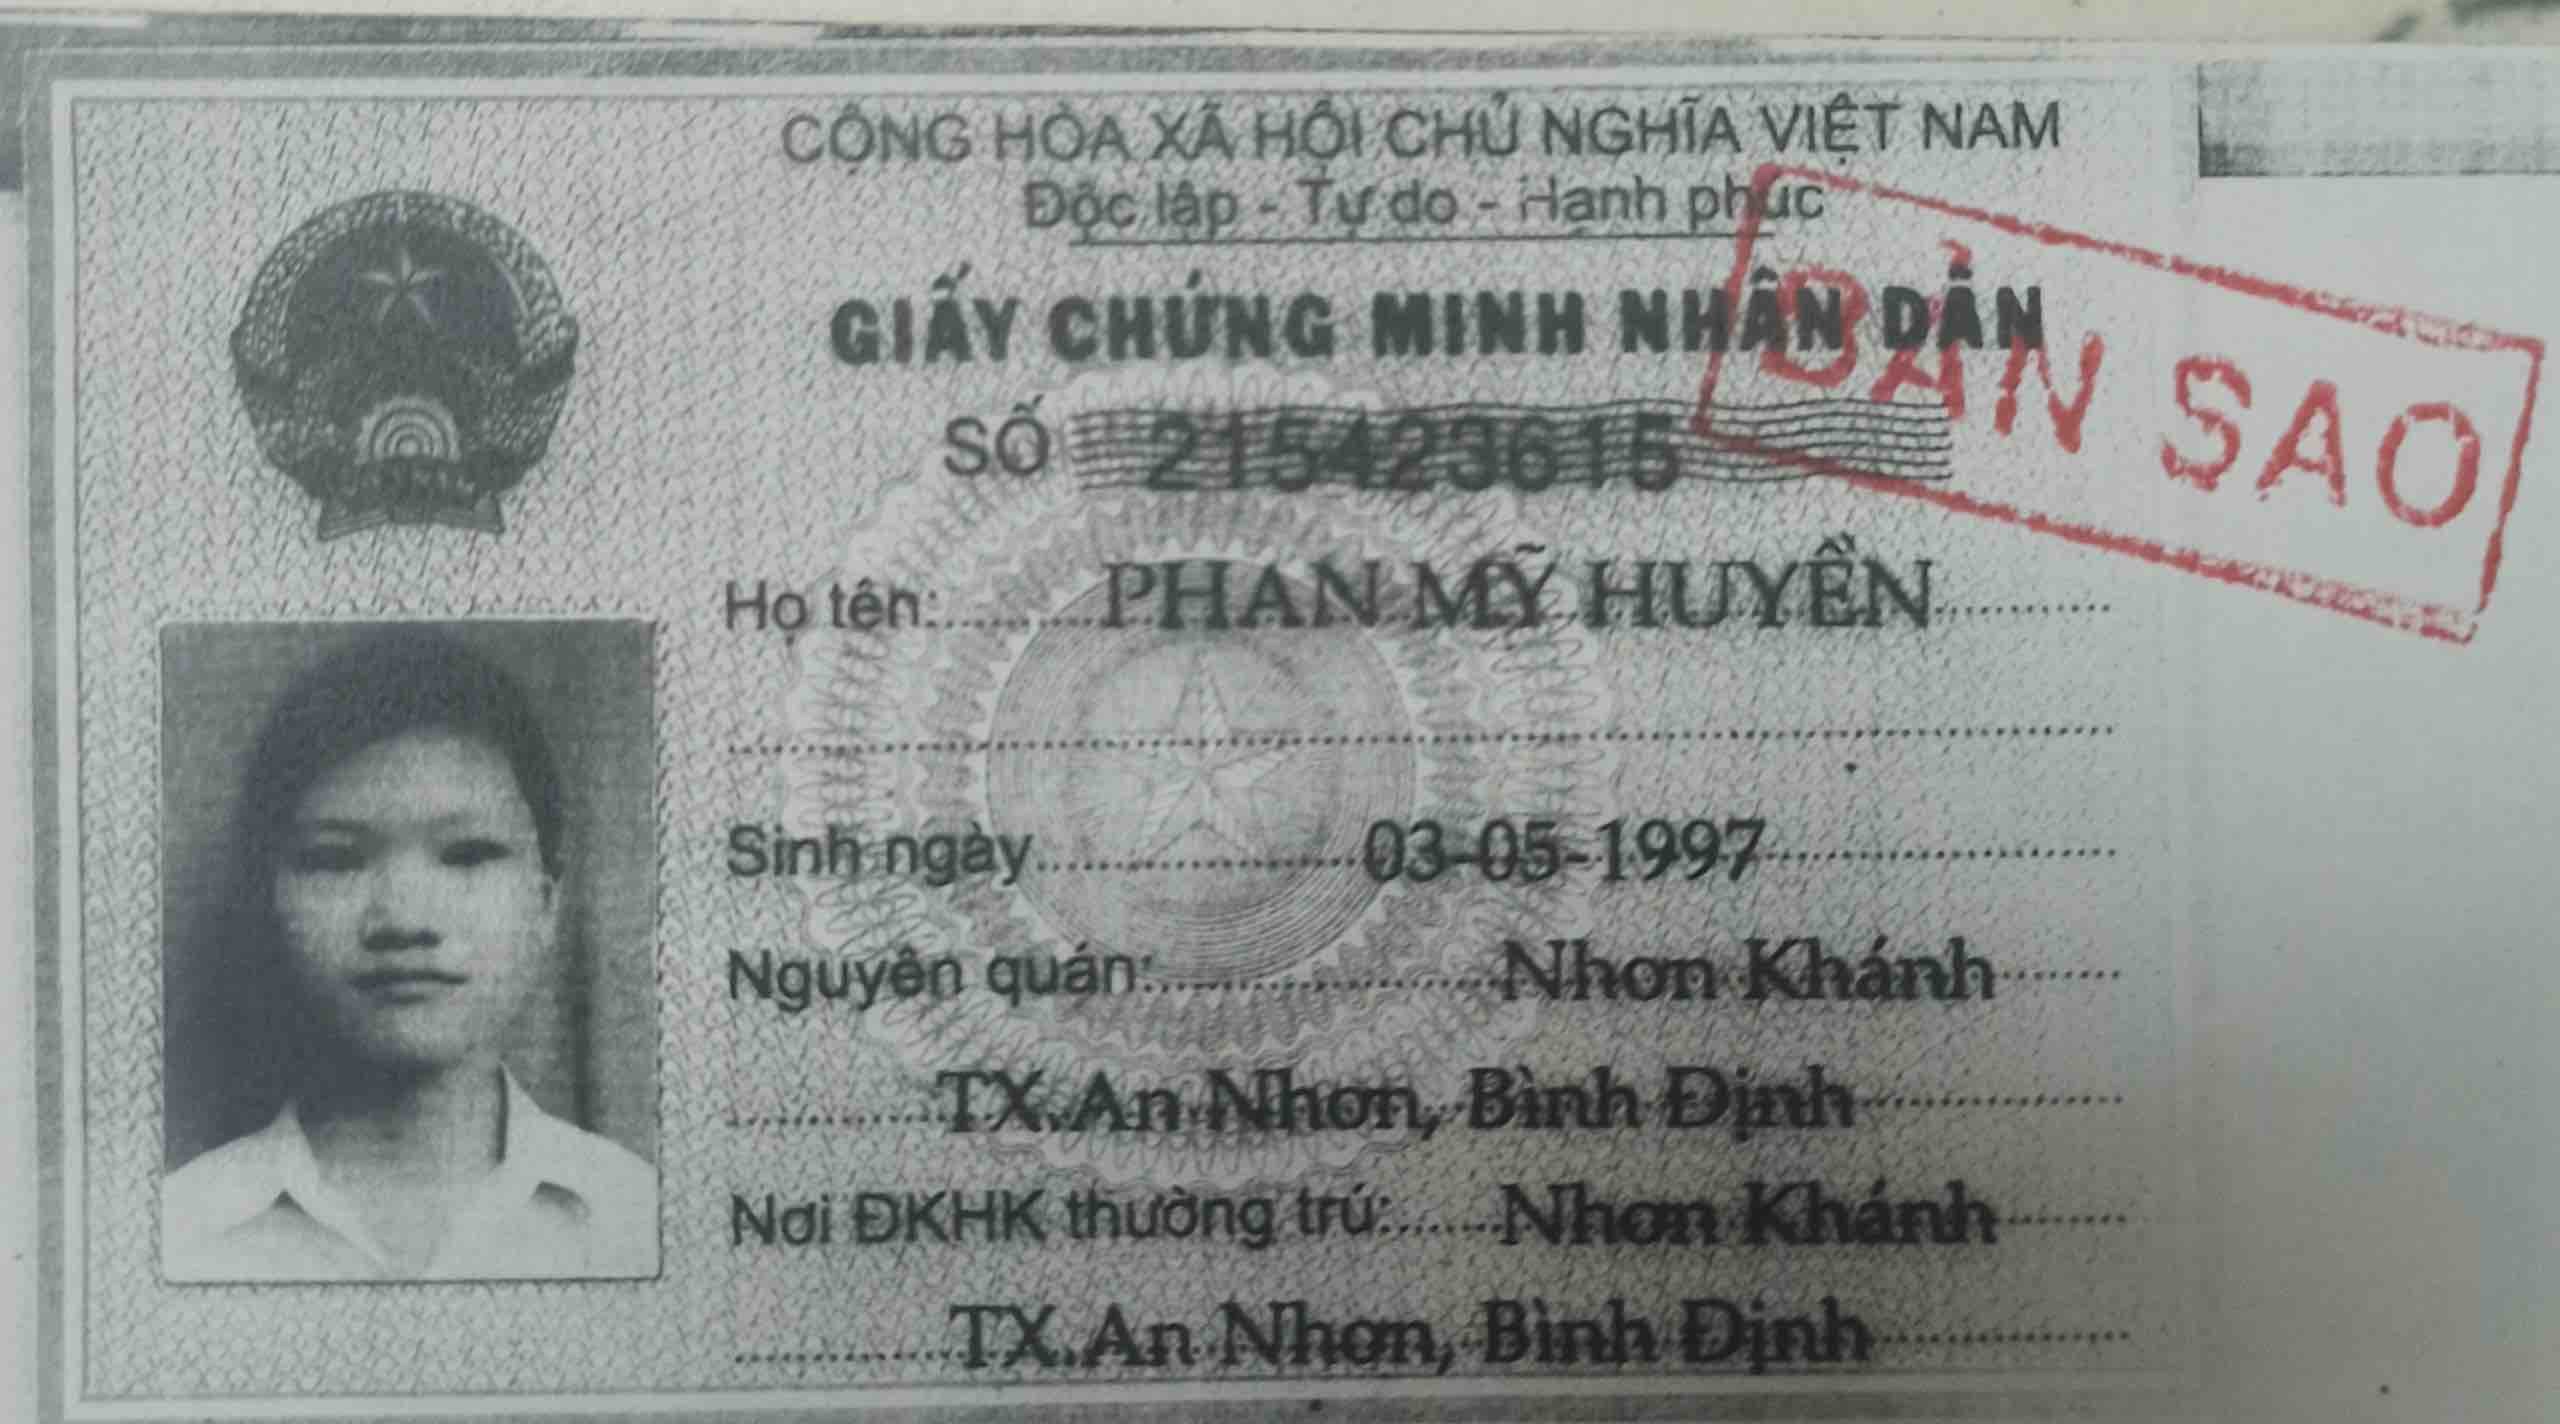 CỘNG HÒA XÃ HỘI CHỦ NGHĨA VIỆT NAM
Độc lập - Tự do - Hạnh phúc
GIẤY CHỨNG MINH NHÂN DÂN
BẢN SAO
SỐ 215423615
Họ tên: PHAN MỸ HUYỀN
Sinh ngày 03-05-1997
Nguyên quán: Nhơn Khánh
TX.An Nhơn, Bình Định
Nơi ĐKHK thường trú: Nhơn Khánh
TX.An Nhơn, Bình Định